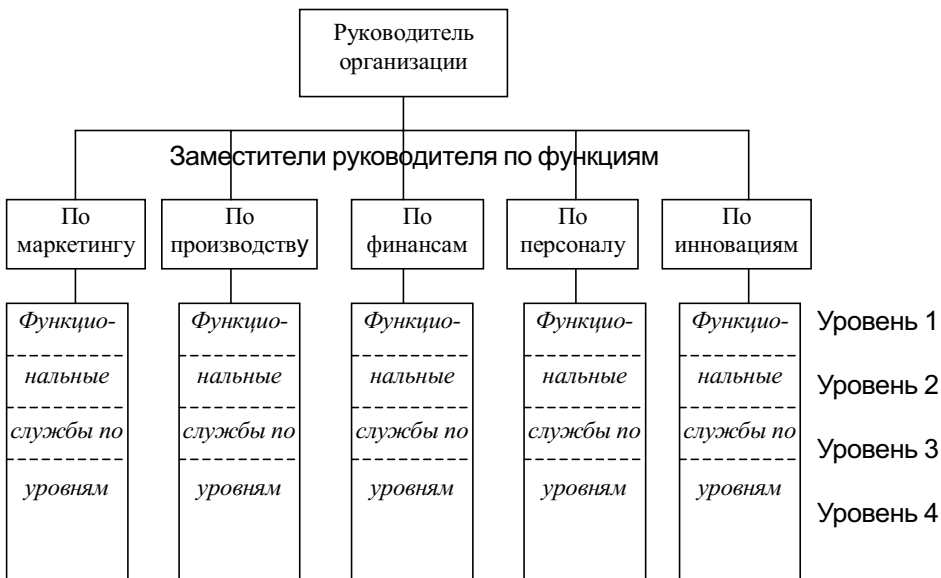 Руководитель
организации
Заместители руководителя по функциям
По
маркетингу
По
производству
По
финансам
По
персоналу
По
инновациям
Функцио-
нальные
службы по
уровням
Функцио-
нальные
службы по
уровням
Функцио-
нальные
службы по
уровням
Функцио-
нальные
службы по
уровням
Функцио-
нальные
службы по
уровням
Уровень 1
Уровень 2
Уровень 3
Уровень 4